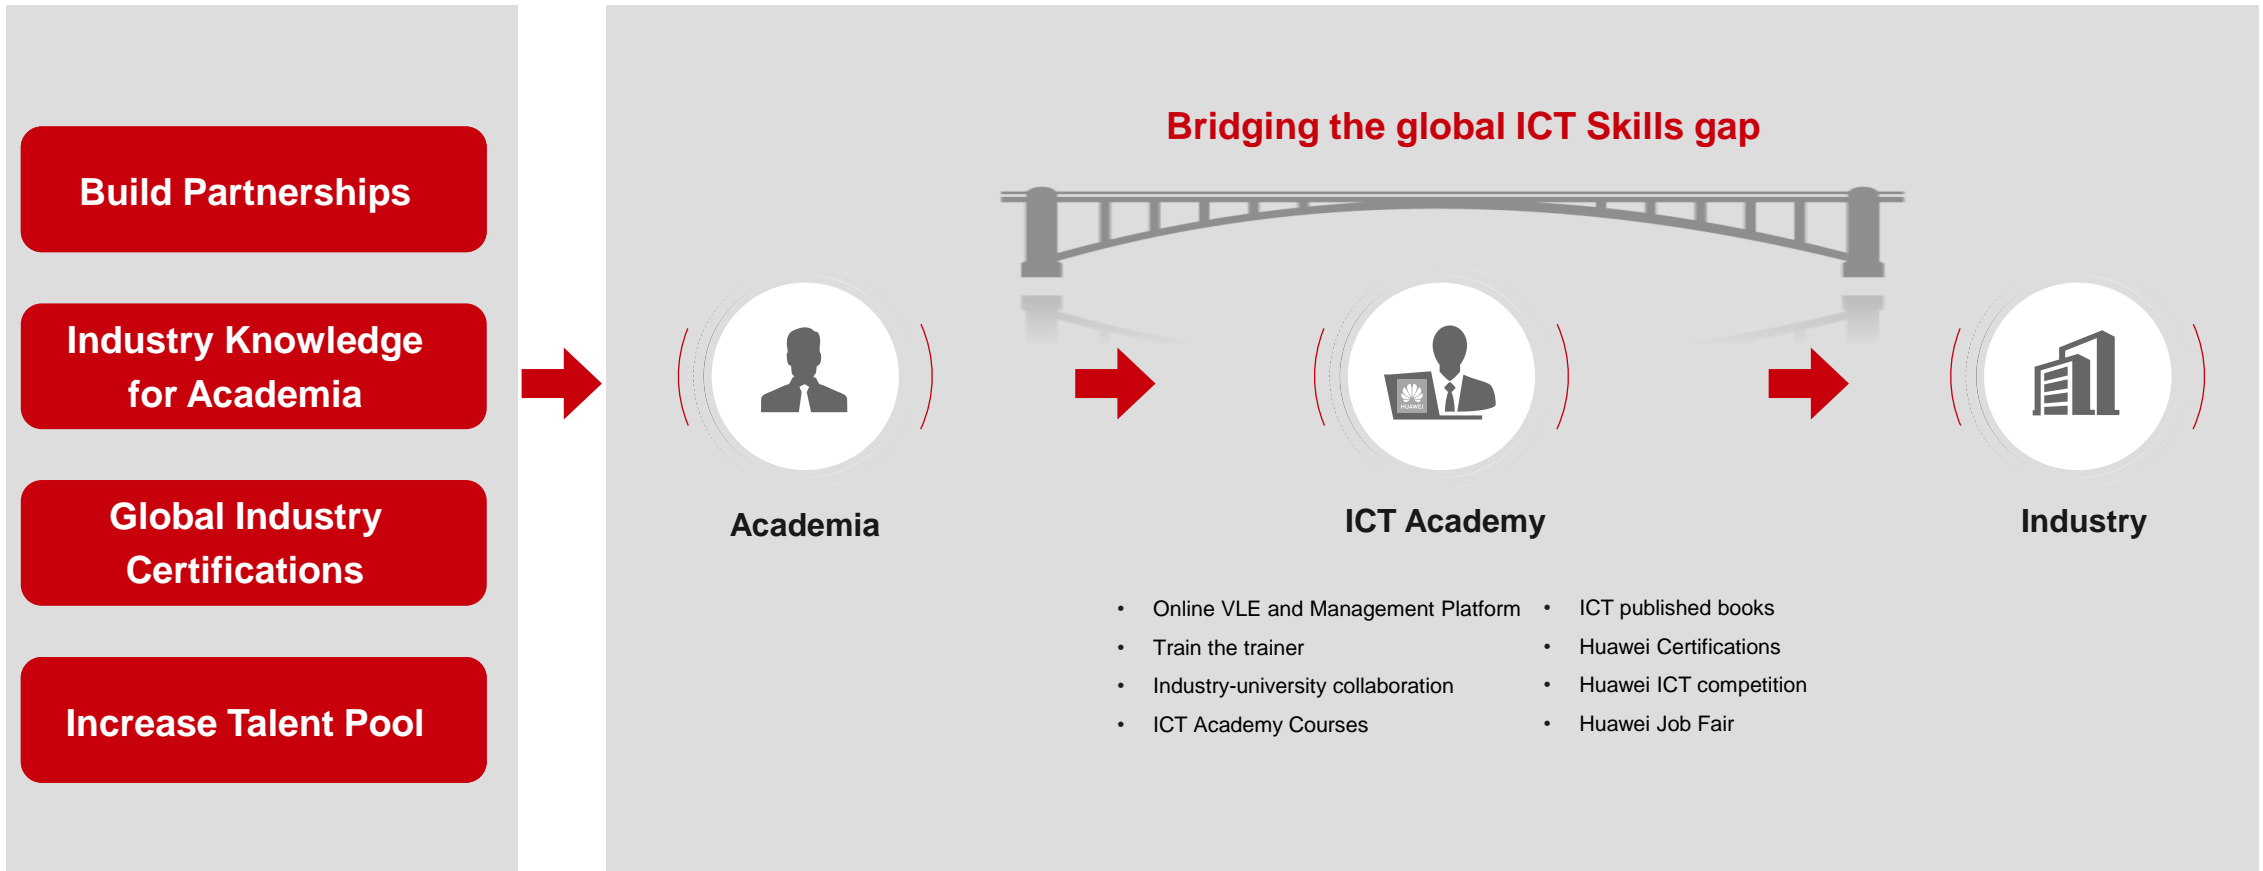 Build Partnerships
Industry Knowledge
for Academia
Global Industry
Certifications
Increase Talent Pool
Bridging the global ICT Skills gap
HUAWEI
Academia
ICT Academy
Industry
• Online VLE and Management Platform
• Train the trainer
• Industry-university collaboration
• ICT Academy Courses
• ICT published books
• Huawei Certifications
• Huawei ICT competition
• Huawei Job Fair